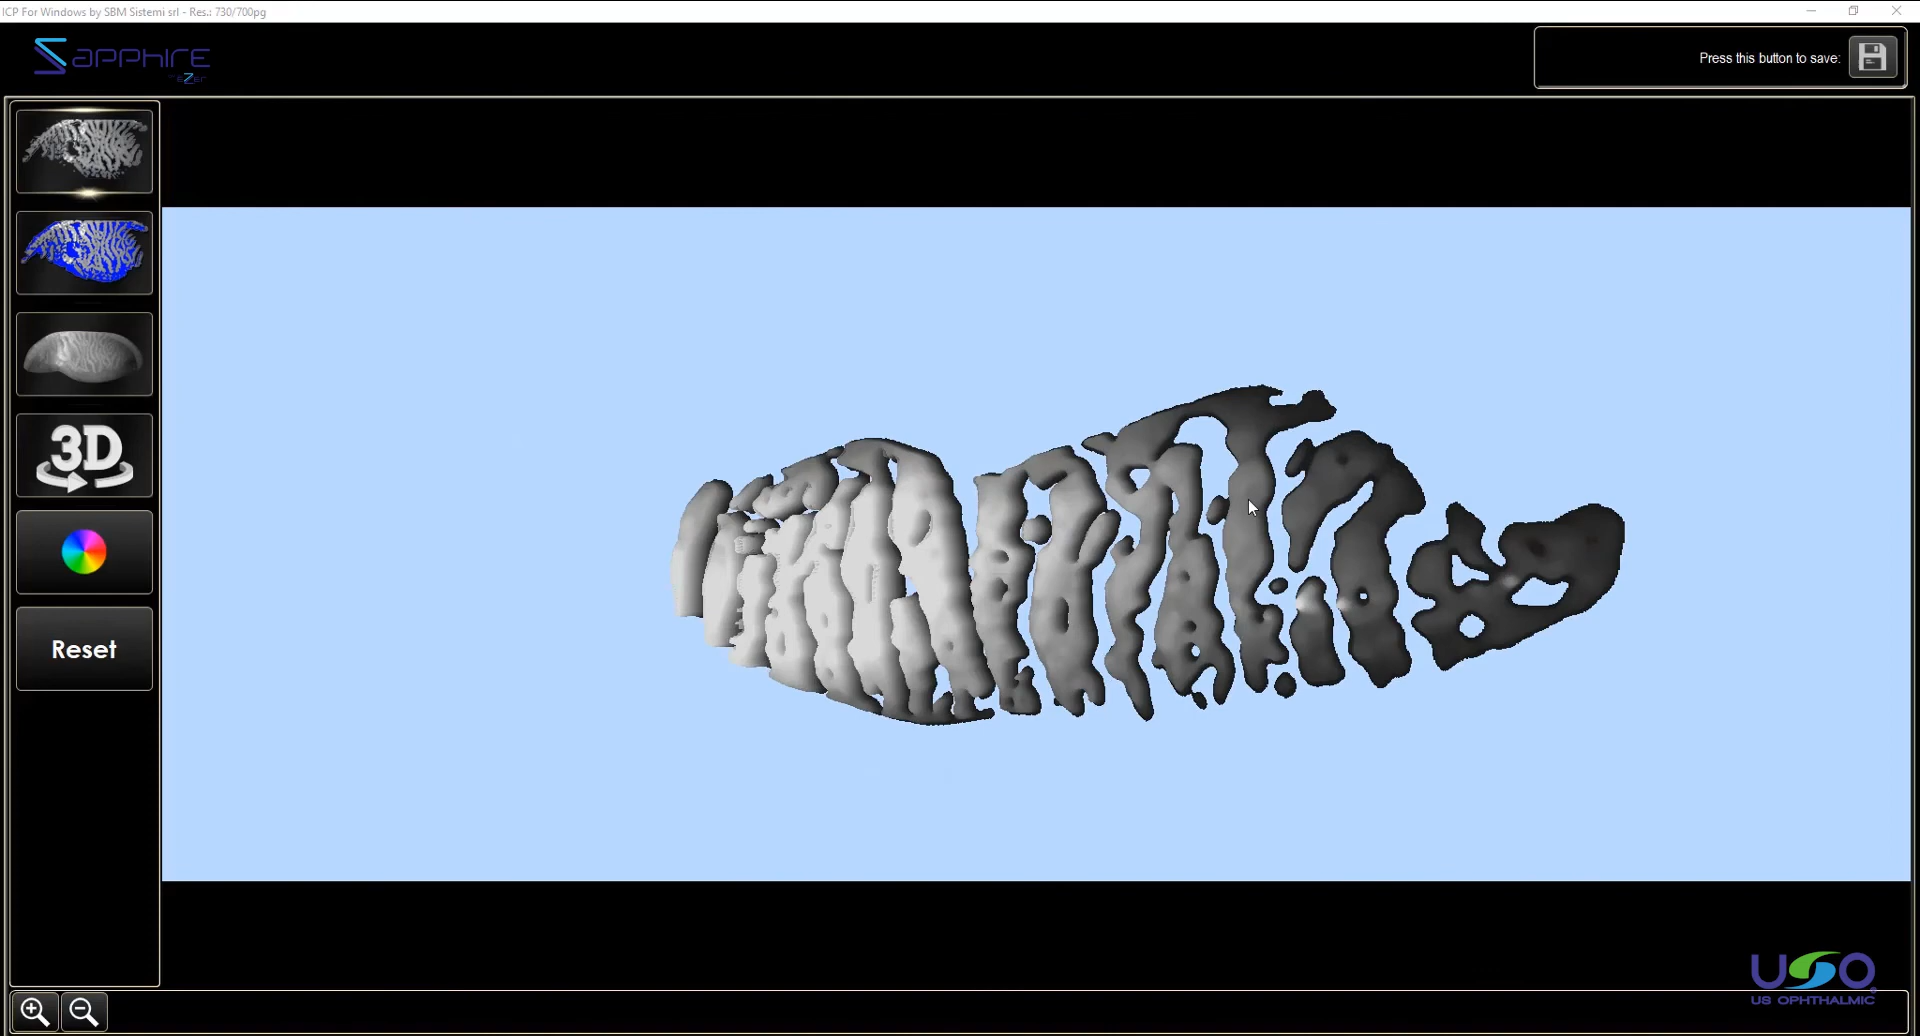 ICP For Windows by SBM Sistemi srl - Res.: 730/700pg
SAPPHIRE
eZer
Press this button to save:
3D
Reset
USO
US OPHTHALMIC